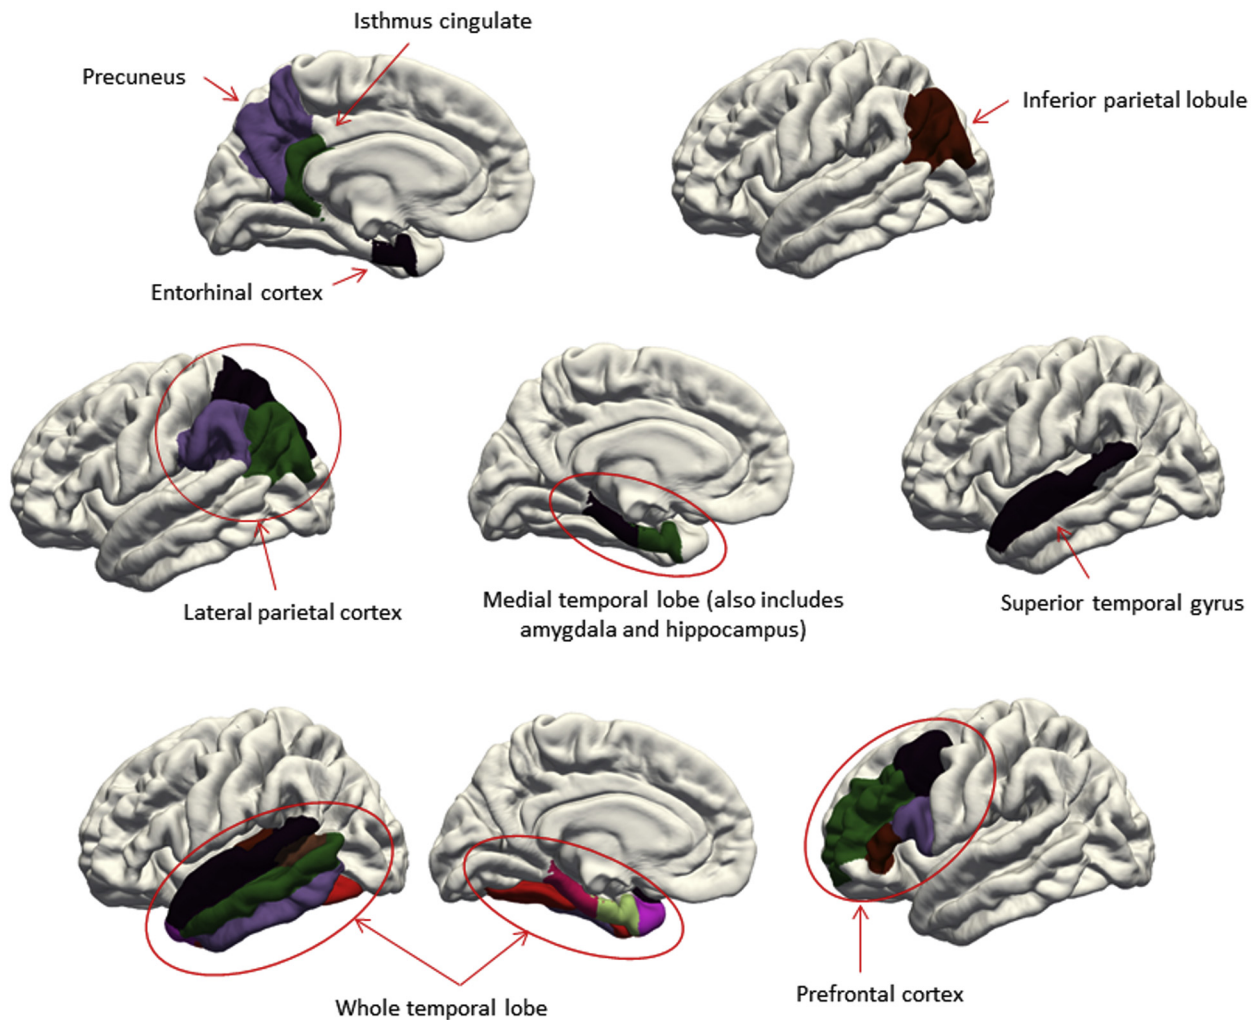 Isthmus cingulate
Precuneus
Inferior parietal lobule
Entorhinal cortex
Lateral parietal cortex
Medial temporal lobe (also includes
amygdala and hippocampus)
Superior temporal gyrus
Whole temporal lobe
Prefrontal cortex